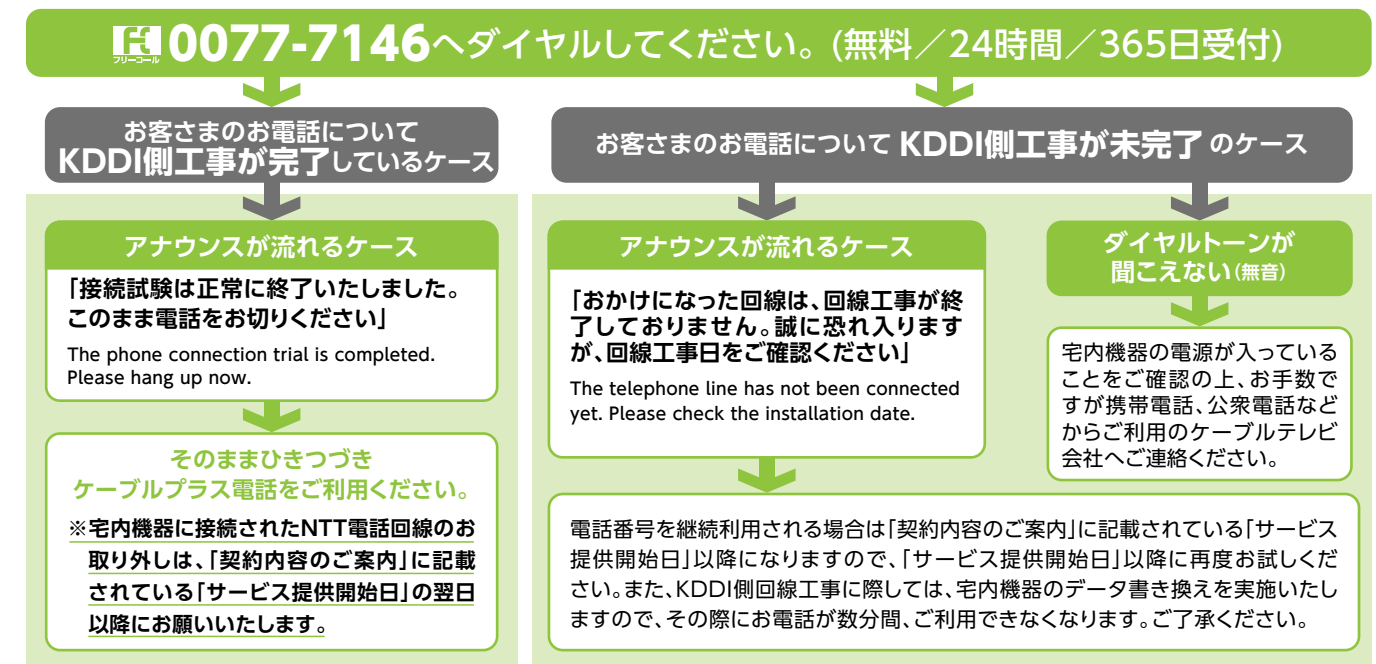 フリーコール 0077-7146へダイヤルしてください。(無料／24時間／365日受付)
お客さまのお電話について
KDDI側工事が完了しているケース
アナウンスが流れるケース
「接続試験は正常に終了いたしました。
このまま電話をお切りください」
The phone connection trial is completed.
Please hang up now.
そのままひきつづき
ケーブルプラス電話をご利用ください。
※宅内機器に接続されたNTT電話回線のお
取り外しは、「契約内容のご案内」に記載
されている「サービス提供開始日」の翌日
以降にお願いいたします。
お客さまのお電話について KDDI側工事が未完了 のケース
アナウンスが流れるケース
「おかけになった回線は、回線工事が終
了しておりません。誠に恐れ入ります
が、回線工事日をご確認ください」
The telephone line has not been connected
yet. Please check the installation date.
ダイヤルトーンが
聞こえない(無音)
宅内機器の電源が入っている
ことをご確認の上、お手数で
すが携帯電話、公衆電話など
からご利用のケーブルテレビ
会社へご連絡ください。
電話番号を継続利用される場合は「契約内容のご案内」に記載されている「サービス
提供開始日」以降になりますので、「サービス提供開始日」以降に再度お試しくだ
さい。また、KDDI側回線工事に際しては、宅内機器のデータ書き換えを実施いたし
ますので、その際にお電話が数分間、ご利用できなくなります。ご了承ください。